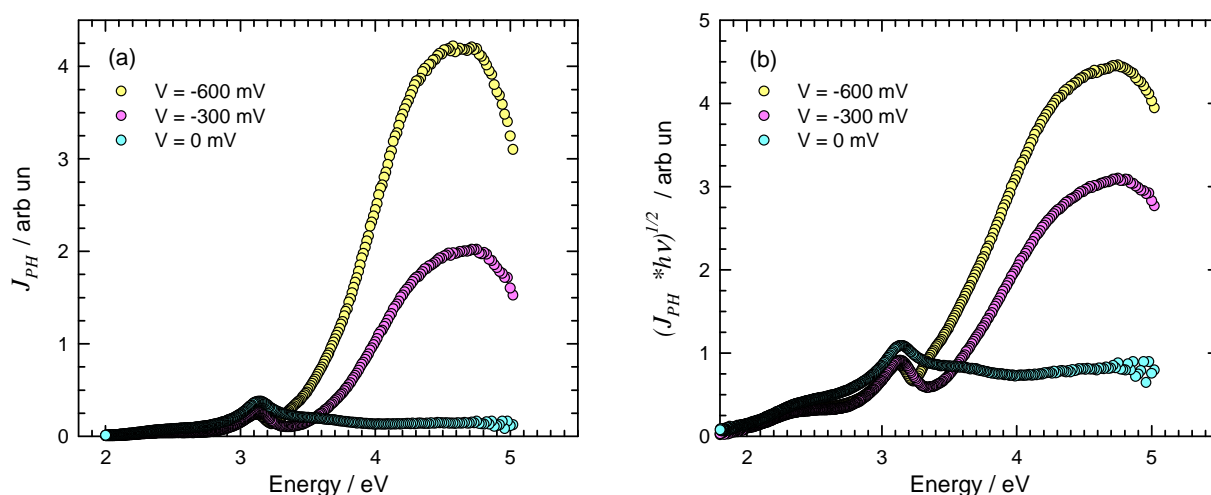 (a)
V = -600 mV
V = -300 mV
V = 0 mV
J_PH / arb un
4
3
2
1
0
2 3 4 5
Energy / eV
(b)
V = -600 mV
V = -300 mV
V = 0 mV
(J_PH *hν)^1/2 / arb un
5
4
3
2
1
0
2 3 4 5
Energy / eV